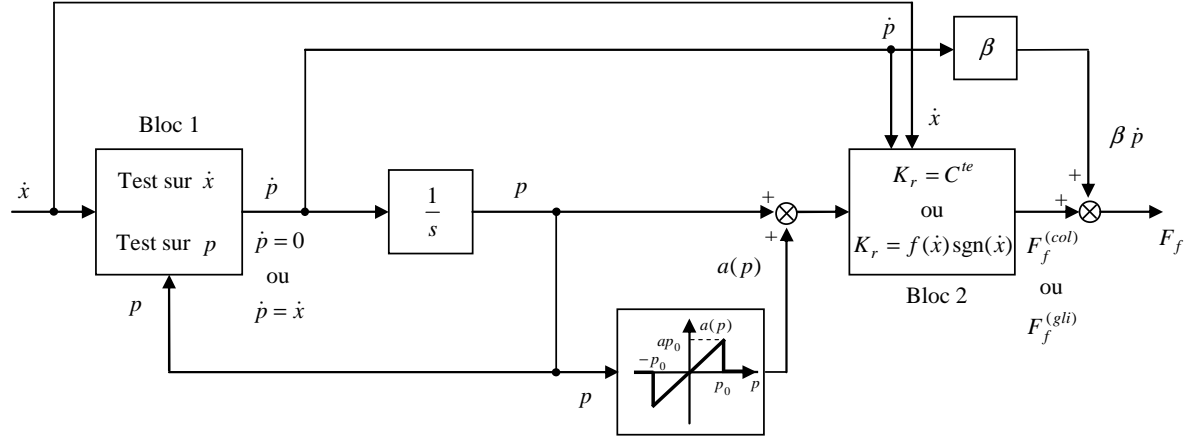 ṗ
β
Bloc 1
ẋ
β ṗ
ẋ
Test sur ẋ
Test sur p
ṗ
ṗ = 0
ou
ṗ = ẋ
1/s
p
+
+
a(p)
K_r = C^{te}
ou
K_r = f(ẋ) sgn(ẋ)
Bloc 2
+
+
F_f
F_f^{(col)}
ou
F_f^{(gli)}
p
p
a(p)
ap_0
−p_0
p_0
p